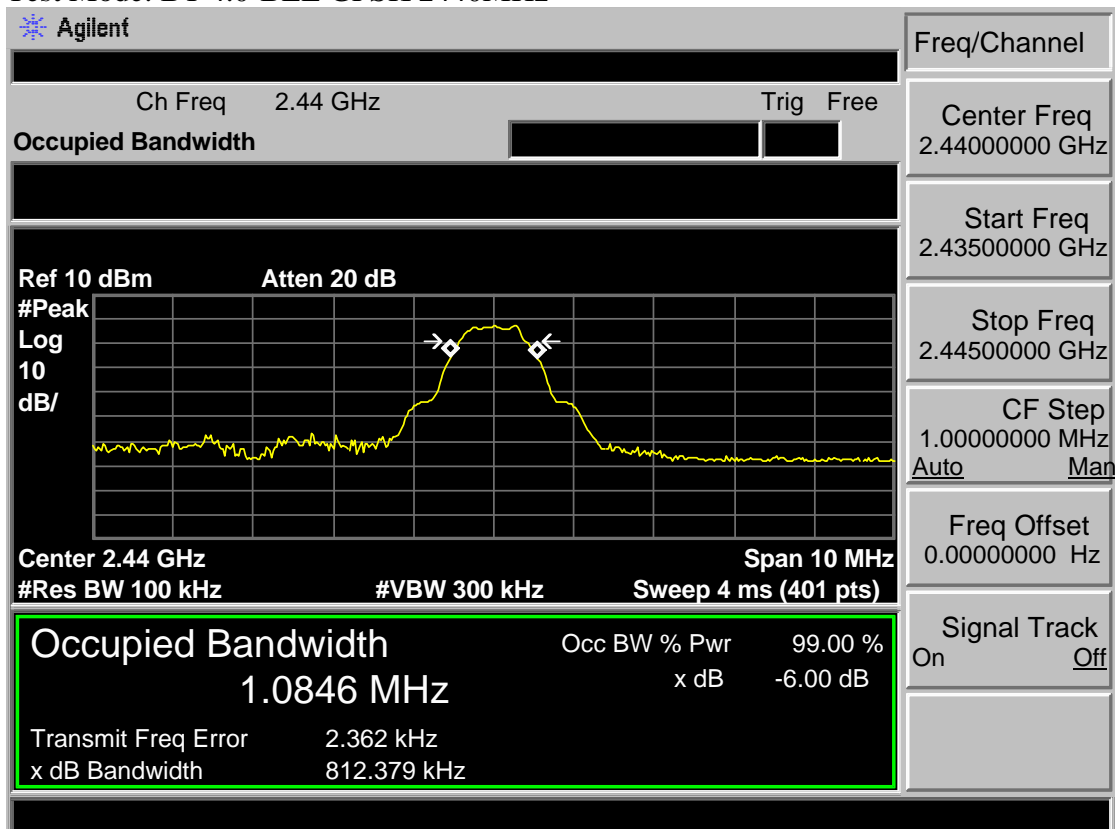 Agilent
Freq/Channel
Ch Freq 2.44 GHz Trig Free
Occupied Bandwidth
Center Freq
2.44000000 GHz
Start Freq
2.43500000 GHz
Stop Freq
2.44500000 GHz
CF Step
1.00000000 MHz
Auto Man
Freq Offset
0.00000000 Hz
Signal Track
On Off
Ref 10 dBm Atten 20 dB
#Peak
Log
10
dB/
Center 2.44 GHz Span 10 MHz
#Res BW 100 kHz #VBW 300 kHz Sweep 4 ms (401 pts)
Occupied Bandwidth Occ BW % Pwr 99.00 %
1.0846 MHz x dB -6.00 dB
Transmit Freq Error 2.362 kHz
x dB Bandwidth 812.379 kHz